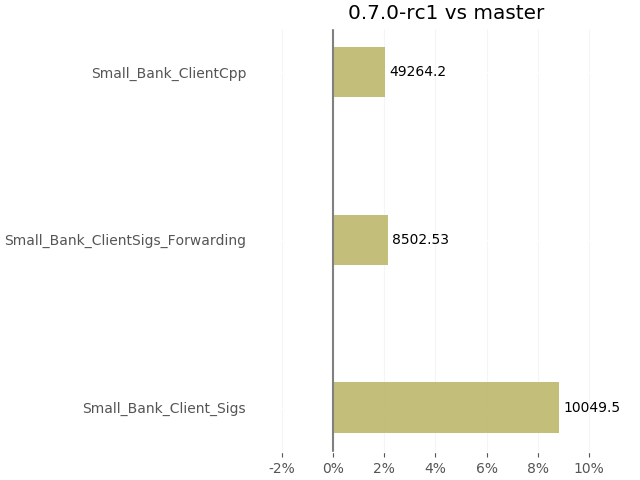 0.7.0-rc1 vs master
Small_Bank_ClientCpp
49264.2
Small_Bank_ClientSigs_Forwarding
8502.53
Small_Bank_Client_Sigs
10049.5
-2% 0% 2% 4% 6% 8% 10%